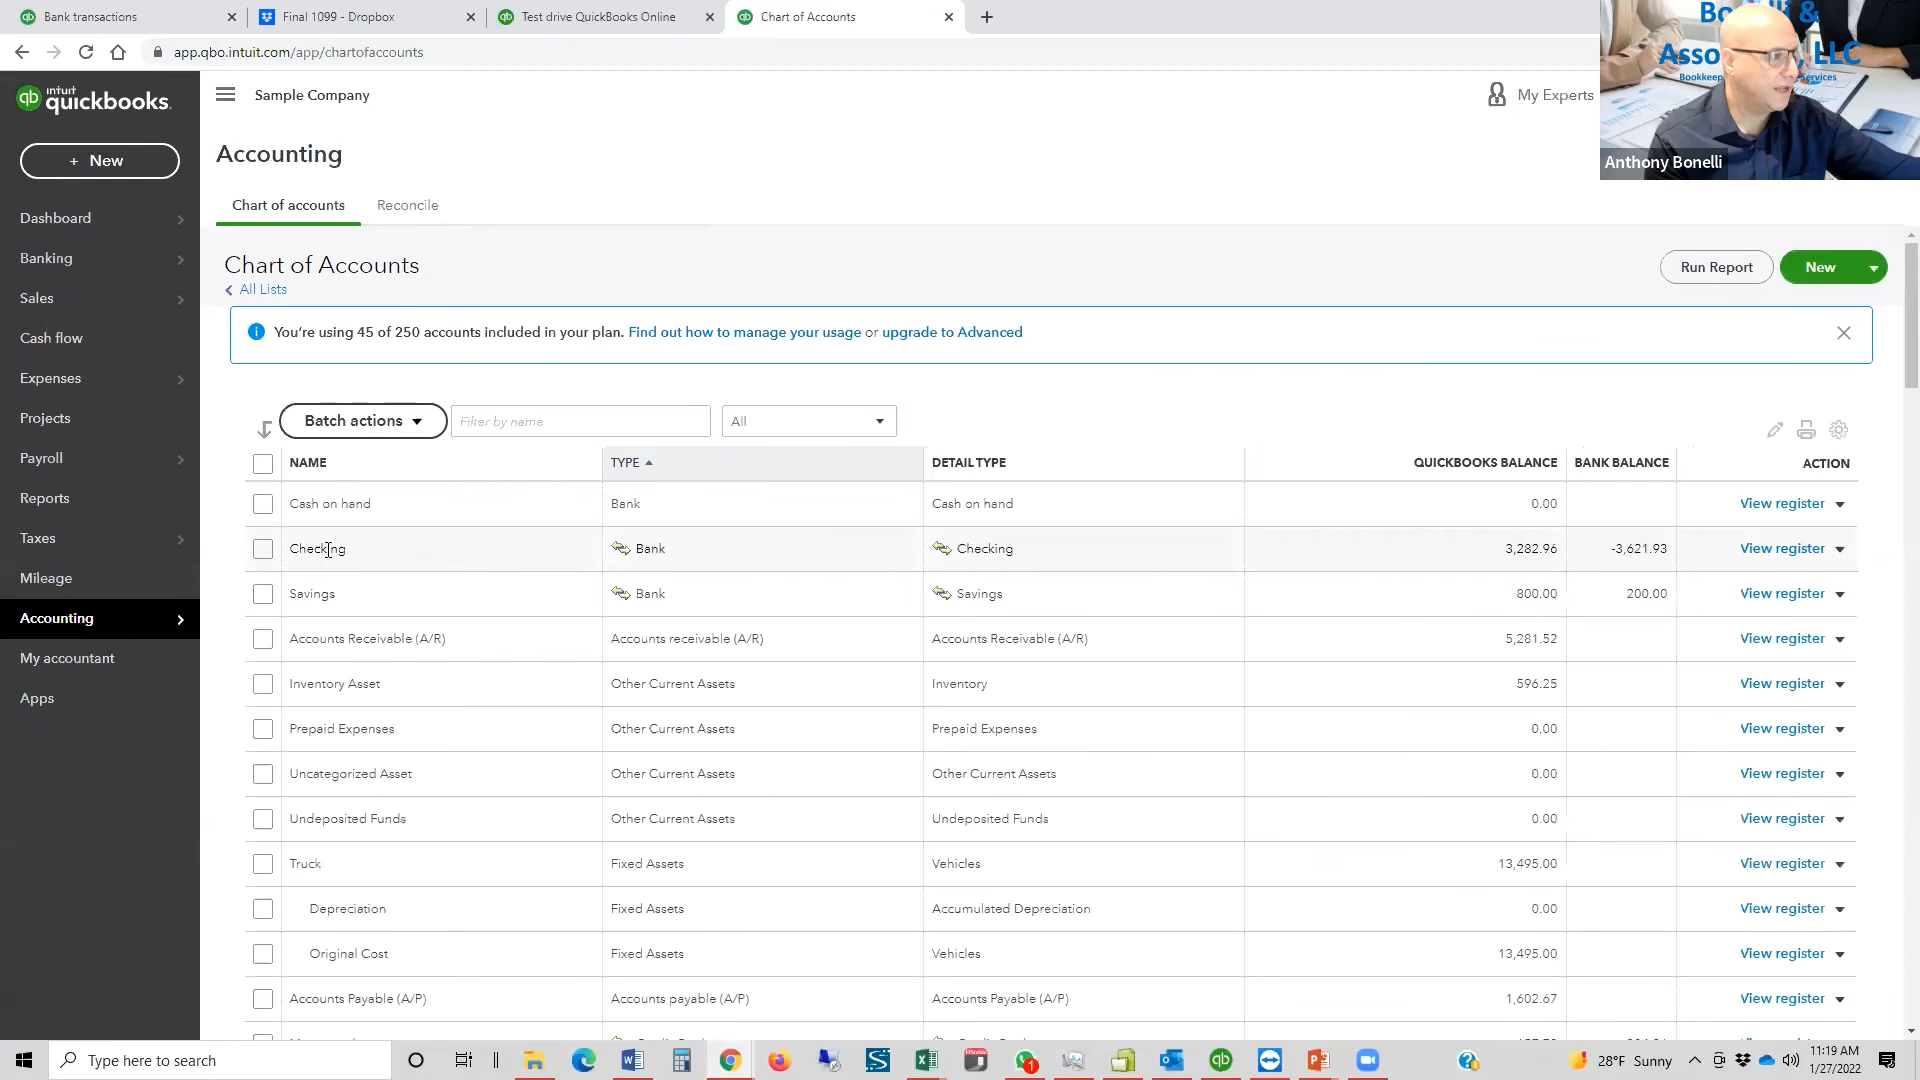 Bank transactions
Final 1099 - Dropbox
Test drive QuickBooks Online
Chart of Accounts
app.qbo.intuit.com/app/chartofaccounts
intuit quickbooks.
Sample Company
My Experts
Anthony Bonelli
+ New
Dashboard
Banking
Sales
Cash flow
Expenses
Projects
Payroll
Reports
Taxes
Mileage
Accounting
My accountant
Apps
Accounting
Chart of accounts Reconcile
Chart of Accounts
All Lists
Run Report New
You're using 45 of 250 accounts included in your plan. Find out how to manage your usage or upgrade to Advanced
Batch actions Filter by name All
NAME TYPE DETAIL TYPE QUICKBOOKS BALANCE BANK BALANCE ACTION
Cash on hand Bank Cash on hand 0.00 View register
Checking Bank Checking 3,282.96 -3,621.93 View register
Savings Bank Savings 800.00 200.00 View register
Accounts Receivable (A/R) Accounts receivable (A/R) Accounts Receivable (A/R) 5,281.52 View register
Inventory Asset Other Current Assets Inventory 596.25 View register
Prepaid Expenses Other Current Assets Prepaid Expenses 0.00 View register
Uncategorized Asset Other Current Assets Other Current Assets 0.00 View register
Undeposited Funds Other Current Assets Undeposited Funds 0.00 View register
Truck Fixed Assets Vehicles 13,495.00 View register
Depreciation Fixed Assets Accumulated Depreciation 0.00 View register
Original Cost Fixed Assets Vehicles 13,495.00 View register
Accounts Payable (A/P) Accounts payable (A/P) Accounts Payable (A/P) 1,602.67 View register
Type here to search
28°F Sunny
11:19 AM
1/27/2022